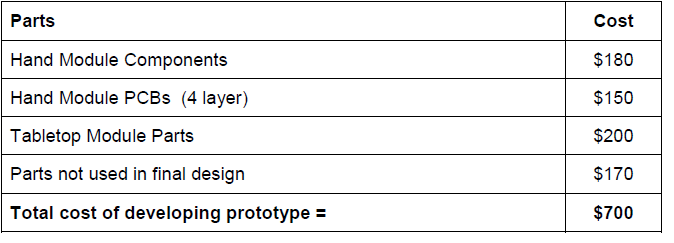 Parts Cost
Hand Module Components $180
Hand Module PCBs (4 layer) $150
Tabletop Module Parts $200
Parts not used in final design $170
Total cost of developing prototype = $700